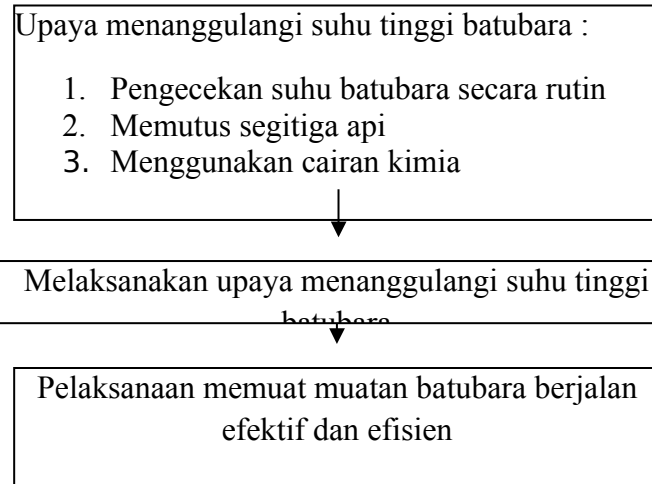 Upaya menanggulangi suhu tinggi batubara :
1. Pengecekan suhu batubara secara rutin
2. Memutus segitiga api
3. Menggunakan cairan kimia
Melaksanakan upaya menanggulangi suhu tinggi
batubara
Pelaksanaan memuat muatan batubara berjalan
efektif dan efisien